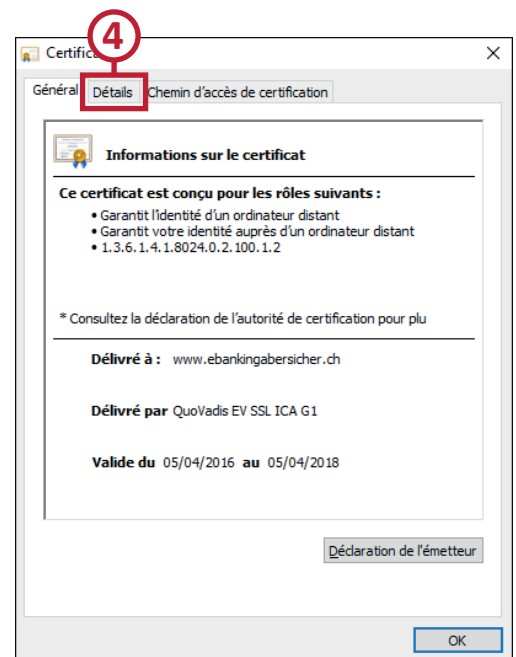 4
Certific
Général Détails Chemin d'accès de certification
Informations sur le certificat
Ce certificat est conçu pour les rôles suivants :
• Garantit l'identité d'un ordinateur distant
• Garantit votre identité auprès d'un ordinateur distant
• 1.3.6.1.4.1.8024.0.2.100.1.2
* Consultez la déclaration de l'autorité de certification pour plu
Délivré à : www.ebankingabersicher.ch
Délivré par QuoVadis EV SSL ICA G1
Valide du 05/04/2016 au 05/04/2018
Déclaration de l'émetteur
OK